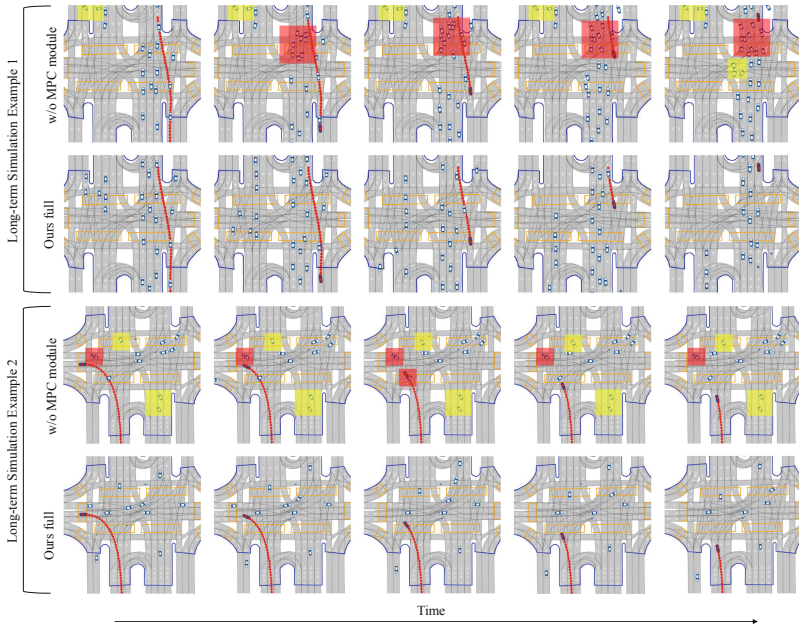 Long-term Simulation Example 1
w/o MPC module
Ours full
Long-term Simulation Example 2
w/o MPC module
Ours full
Time